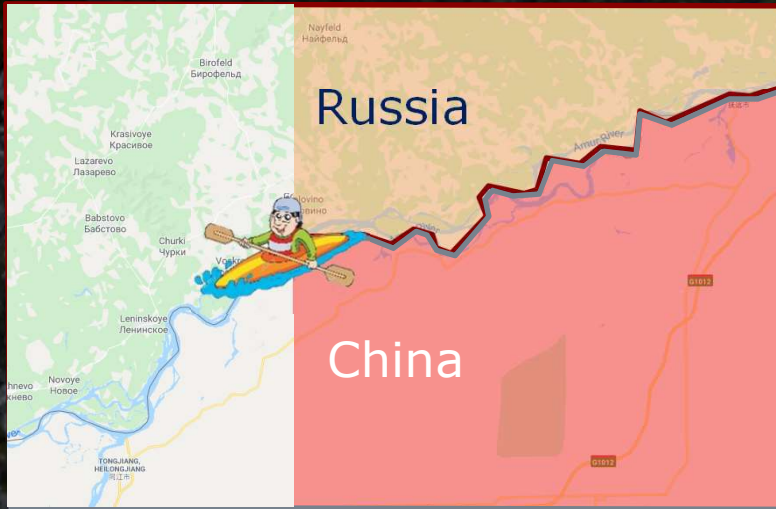 Nayfeld
Найфельд
Birofeld
Бирофельд
Russia
Krasivoye
Красивое
Lazarevo
Лазарево
Amur River
Babstovo
Бабстово
Churki
Чурки
G1012
Leninskoye
Ленинское
China
Novoye
Новое
G1012
TONGJIANG,
HEILONGJIANG
同江市